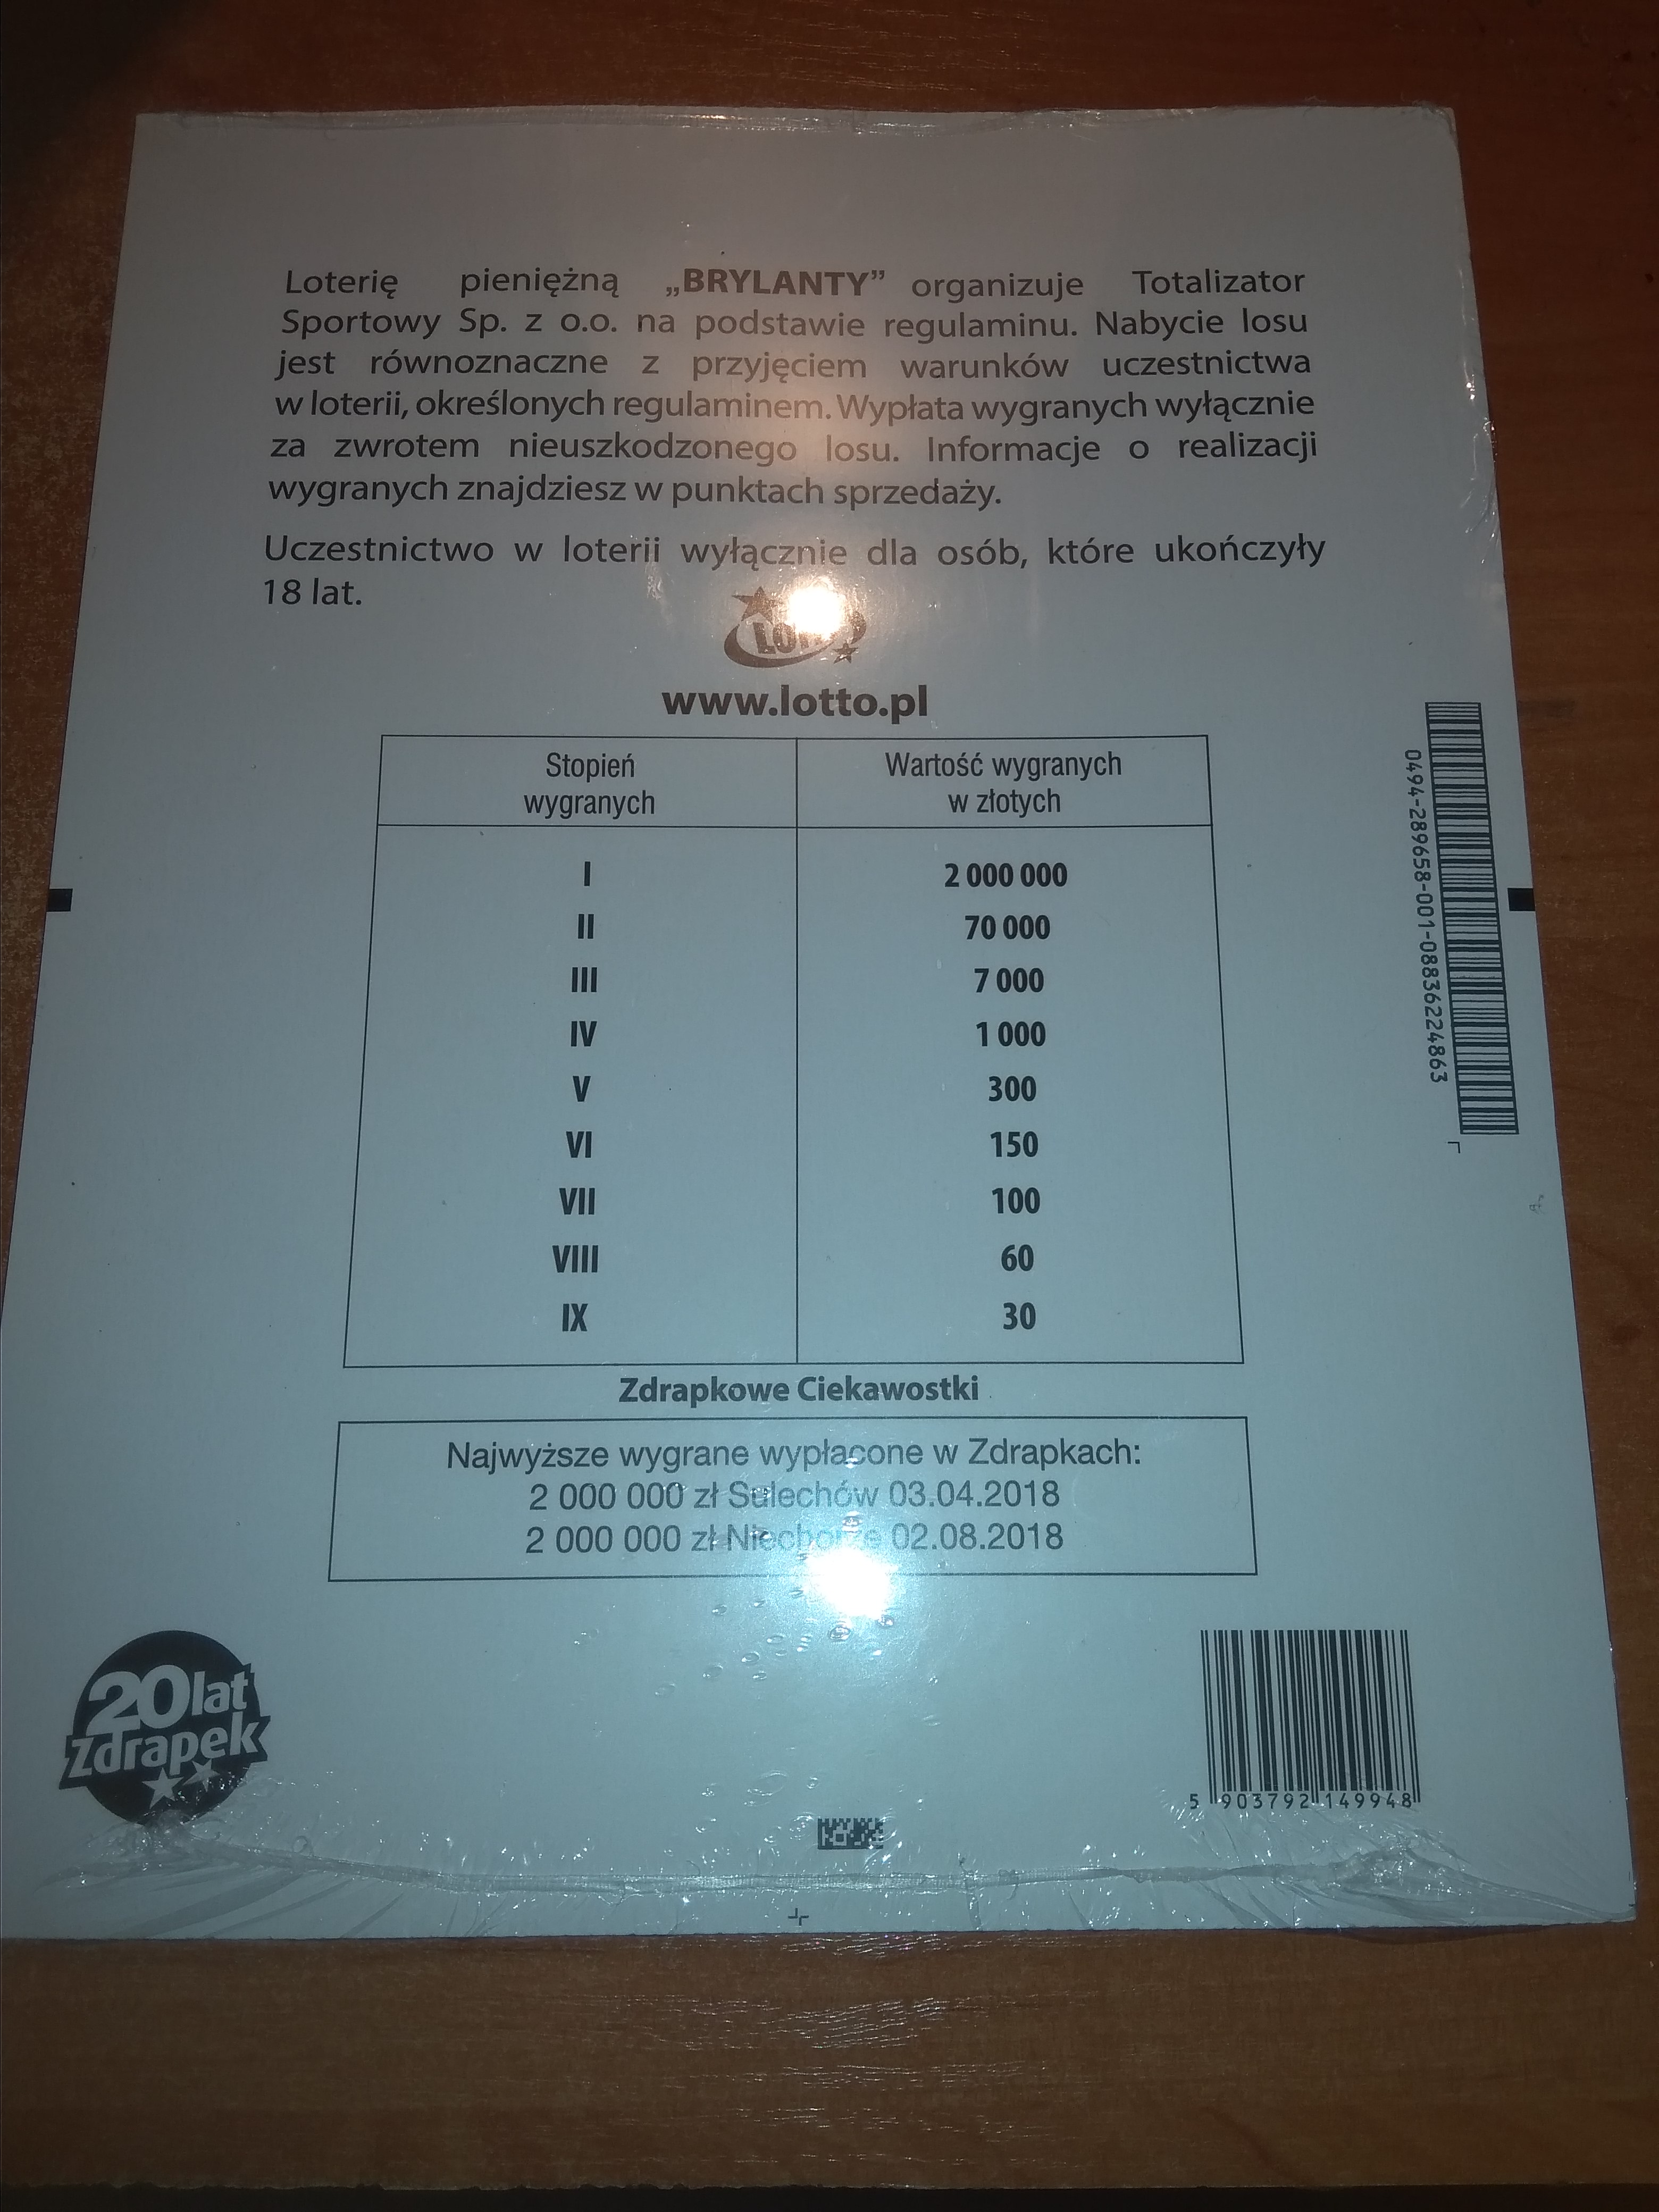 Loterię pieniężną „BRYLANTY” organizuje Totalizator
Sportowy Sp. z o.o. na podstawie regulaminu. Nabycie losu
jest równoznaczne z przyjęciem warunków uczestnictwa
w loterii, określonych regulaminem. Wypłata wygranych wyłącznie
za zwrotem nieuszkodzonego losu. Informacje o realizacji
wygranych znajdziesz w punktach sprzedaży.
Uczestnictwo w loterii wyłącznie dla osób, które ukończyły
18 lat.
LOTTO
www.lotto.pl
Stopień wygranych Wartość wygranych w złotych
I 2 000 000
II 70 000
III 7 000
IV 1 000
V 300
VI 150
VII 100
VIII 60
IX 30
0494-289658-001-08836224863
Zdrapkowe Ciekawostki
Najwyższe wygrane wypłacone w Zdrapkach:
2 000 000 zł Sulechów 03.04.2018
2 000 000 zł Niechorze 02.08.2018
20 lat
Zdrapek
5 903792 149948